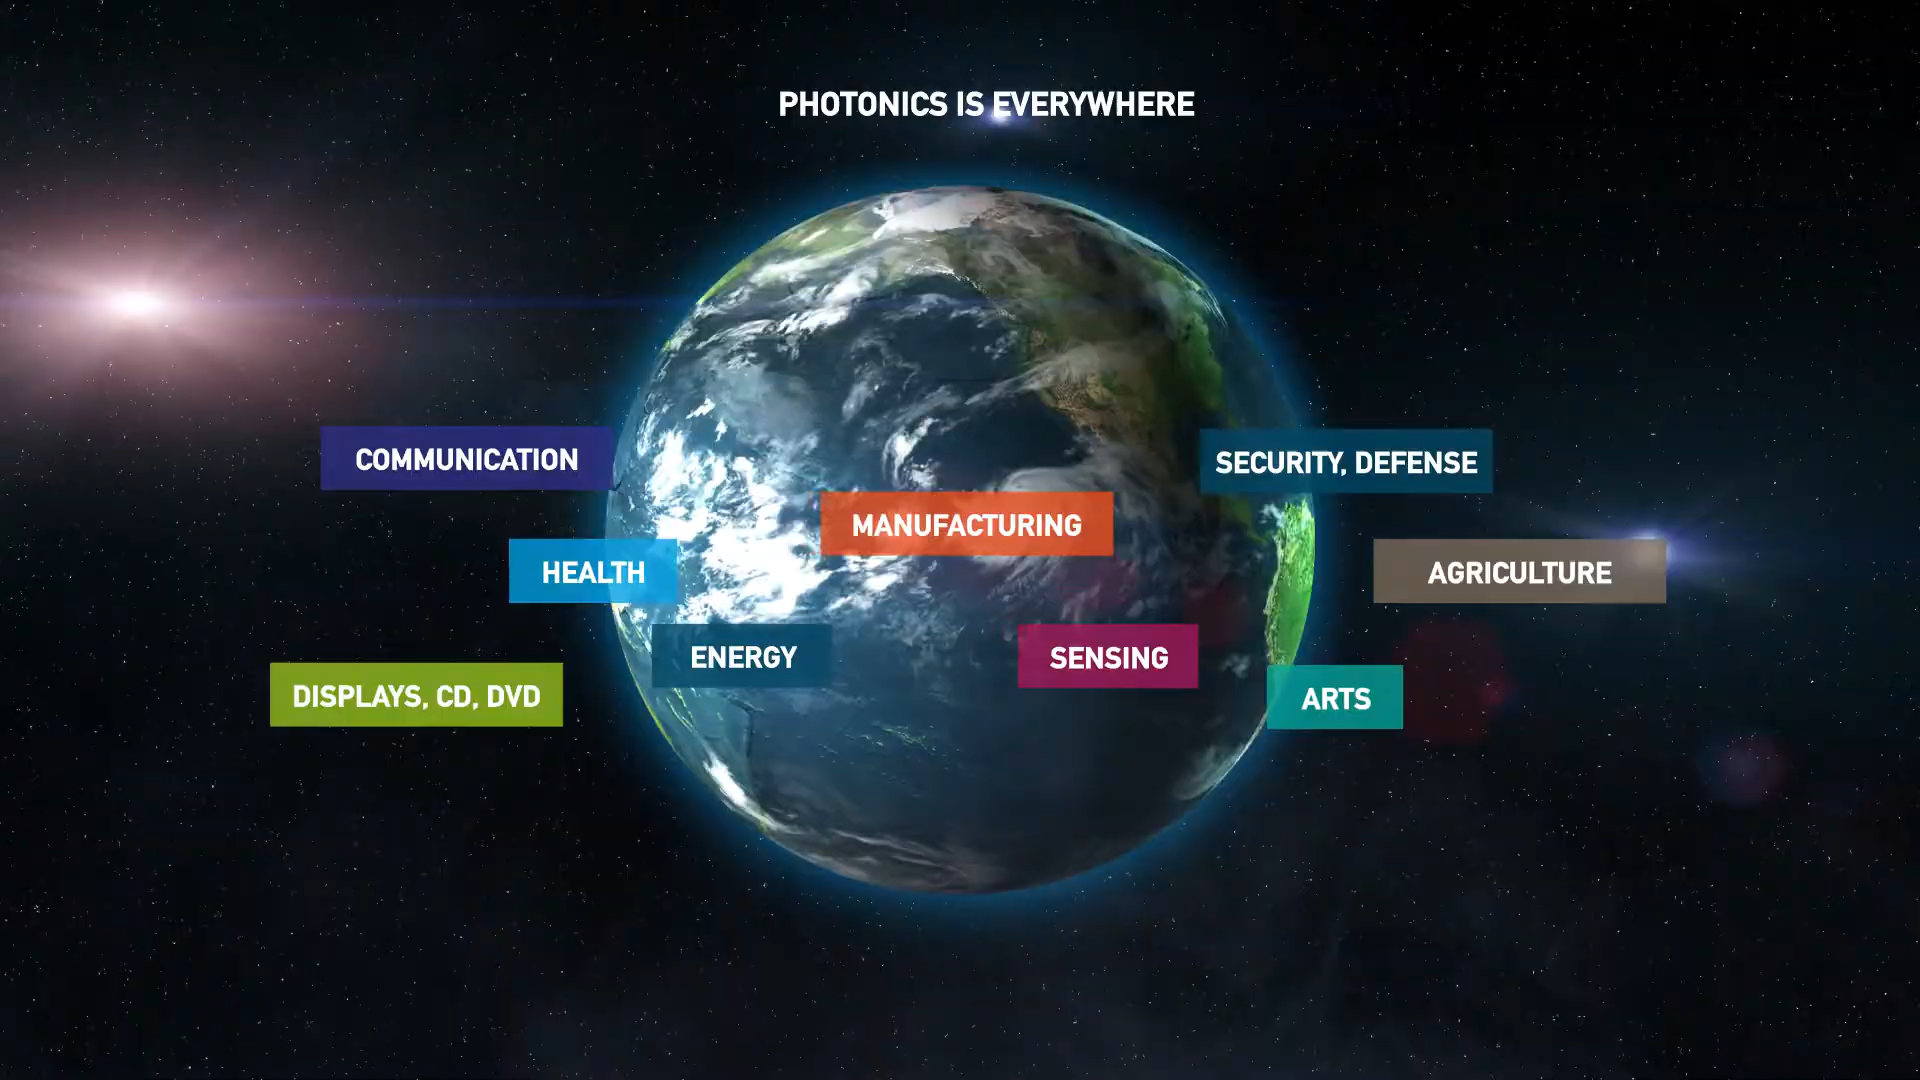 PHOTONICS IS EVERYWHERE
COMMUNICATION
SECURITY, DEFENSE
MANUFACTURING
HEALTH
AGRICULTURE
ENERGY
SENSING
DISPLAYS, CD, DVD
ARTS